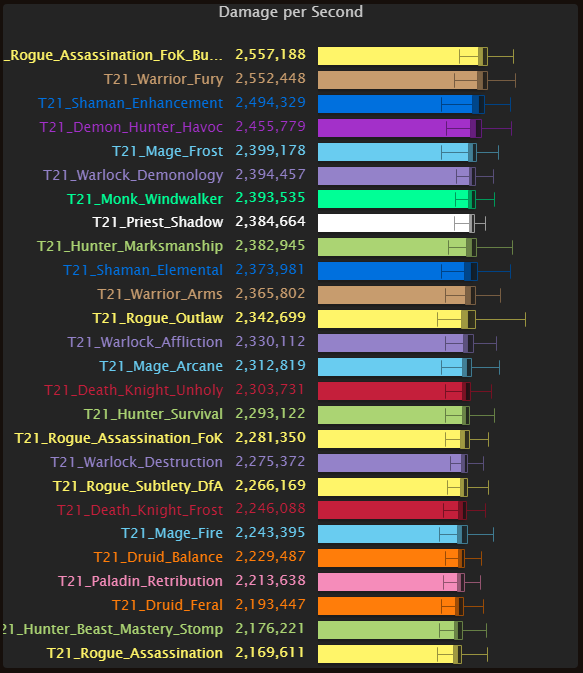 Damage per Second
_Rogue_Assassination_FoK_Bu... 2,557,188
T21_Warrior_Fury 2,552,448
T21_Shaman_Enhancement 2,494,329
T21_Demon_Hunter_Havoc 2,455,779
T21_Mage_Frost 2,399,178
T21_Warlock_Demonology 2,394,457
T21_Monk_Windwalker 2,393,535
T21_Priest_Shadow 2,384,664
T21_Hunter_Marksmanship 2,382,945
T21_Shaman_Elemental 2,373,981
T21_Warrior_Arms 2,365,802
T21_Rogue_Outlaw 2,342,699
T21_Warlock_Affliction 2,330,112
T21_Mage_Arcane 2,312,819
T21_Death_Knight_Unholy 2,303,731
T21_Hunter_Survival 2,293,122
T21_Rogue_Assassination_FoK 2,281,350
T21_Warlock_Destruction 2,275,372
T21_Rogue_Subtlety_DfA 2,266,169
T21_Death_Knight_Frost 2,246,088
T21_Mage_Fire 2,243,395
T21_Druid_Balance 2,229,487
T21_Paladin_Retribution 2,213,638
T21_Druid_Feral 2,193,447
21_Hunter_Beast_Mastery_Stomp 2,176,221
T21_Rogue_Assassination 2,169,611